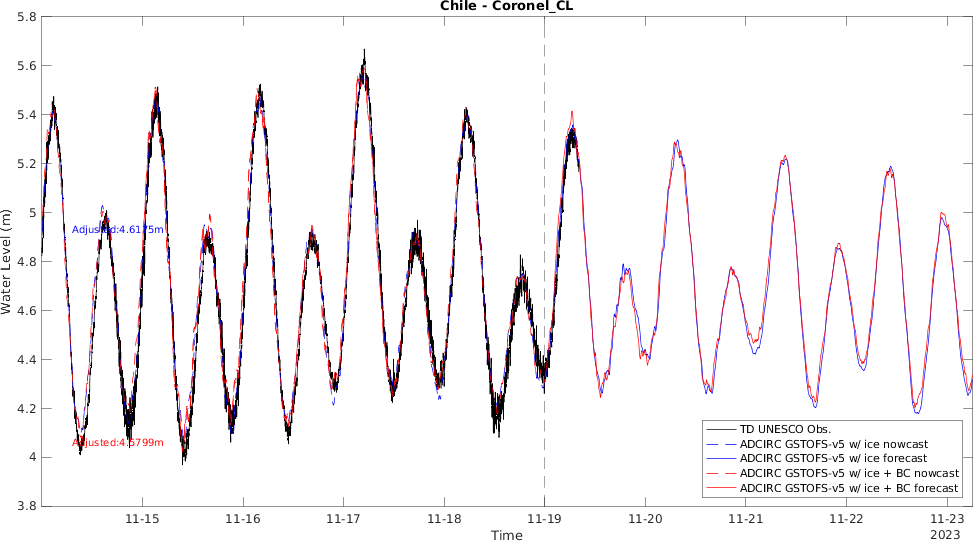 Chile - Coronel_CL
5.8
5.6
5.4
5.2
5
4.8
4.6
4.4
4.2
4
3.8
Water Level (m)
Adjusted:4.6175m
Adjusted:4.5799m
TD UNESCO Obs.
ADCIRC GSTOFS-v5 w/ ice nowcast
ADCIRC GSTOFS-v5 w/ ice forecast
ADCIRC GSTOFS-v5 w/ ice + BC nowcast
ADCIRC GSTOFS-v5 w/ ice + BC forecast
11-15 11-16 11-17 11-18 11-19 11-20 11-21 11-22 11-23
2023
Time